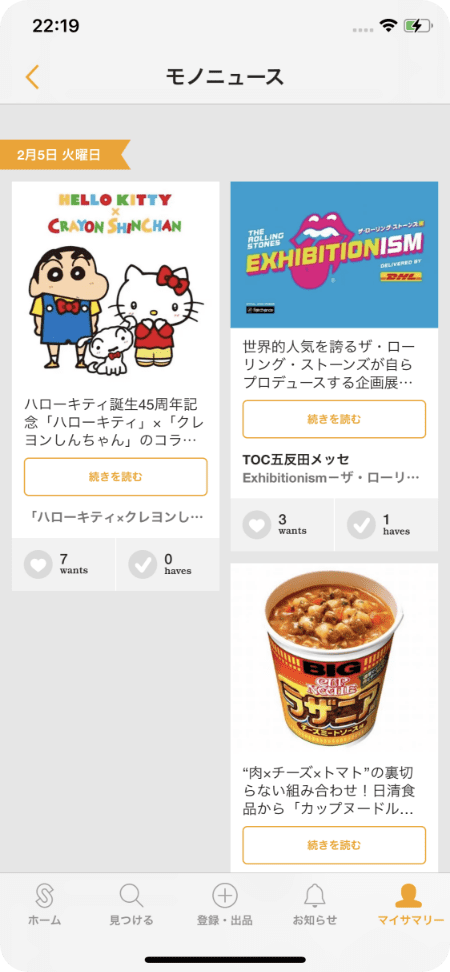 22:19
モノニュース
2月5日 火曜日
HELLO KITTY
×
CRAYON SHINCHAN
ハローキティ誕生45周年記
念「ハローキティ」×「クレ
ヨンしんちゃん」のコラ…
続きを読む
「ハローキティ×クレヨンし…
7
wants
0
haves
THE
ROLLING
STONES
ザ・ローリング・ストーンズ展
EXHIBITIONISM
DELIVERED BY
DHL
世界的人気を誇るザ・ロー
リング・ストーンズが自ら
プロデュースする企画展…
続きを読む
TOC五反田メッセ
Exhibitionismーザ・ローリ…
3
wants
1
haves
BIG
CUP
NOODLE
ラザニア
チーズミートソース味
“肉×チーズ×トマト”の裏切
らない組み合わせ！日清食
品から「カップヌードル…
続きを読む
ホーム
見つける
登録・出品
お知らせ
マイサマリー